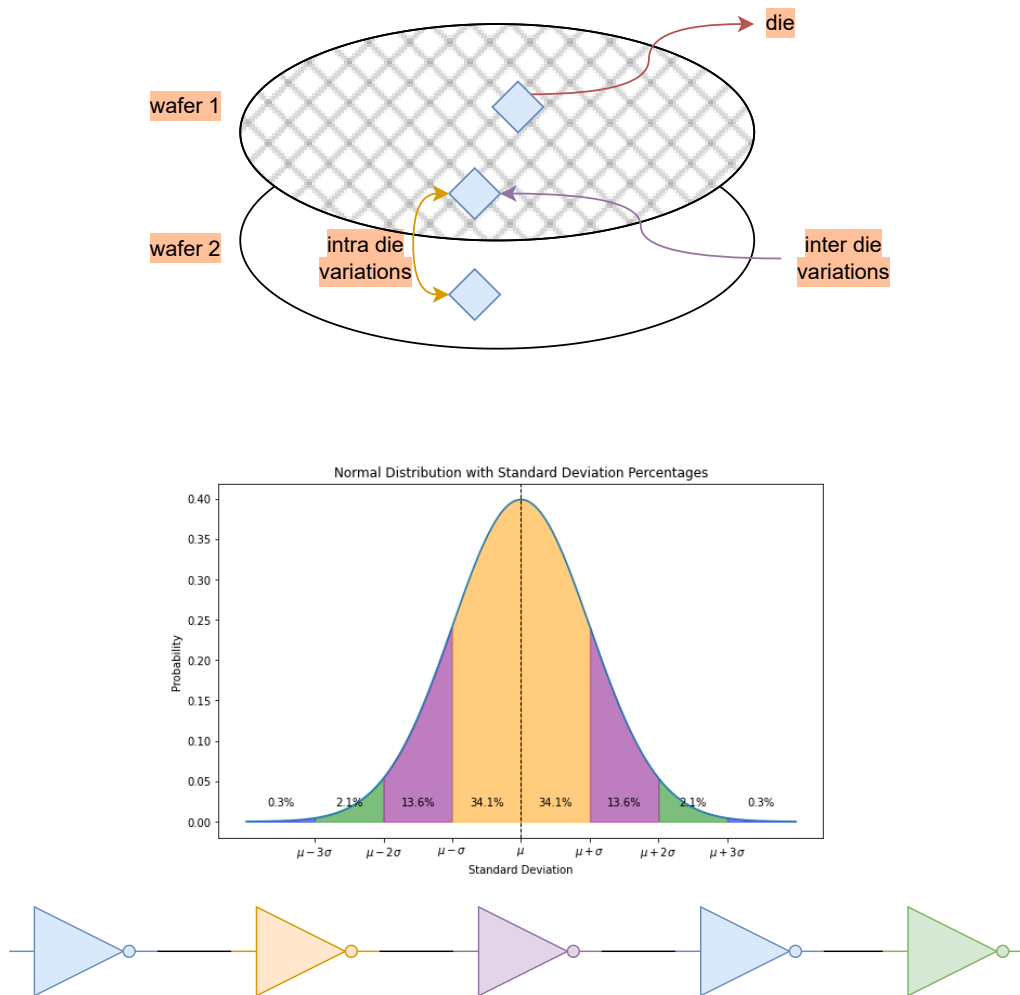 die
wafer 1
wafer 2
intra die
variations
inter die
variations
Normal Distribution with Standard Deviation Percentages
0.40
0.35
0.30
0.25
0.20
0.15
0.10
0.05
0.00
Probability
0.3% 2.1% 13.6% 34.1% 34.1% 13.6% 2.1% 0.3%
μ − 3σ μ − 2σ μ − σ μ μ + σ μ + 2σ μ + 3σ
Standard Deviation